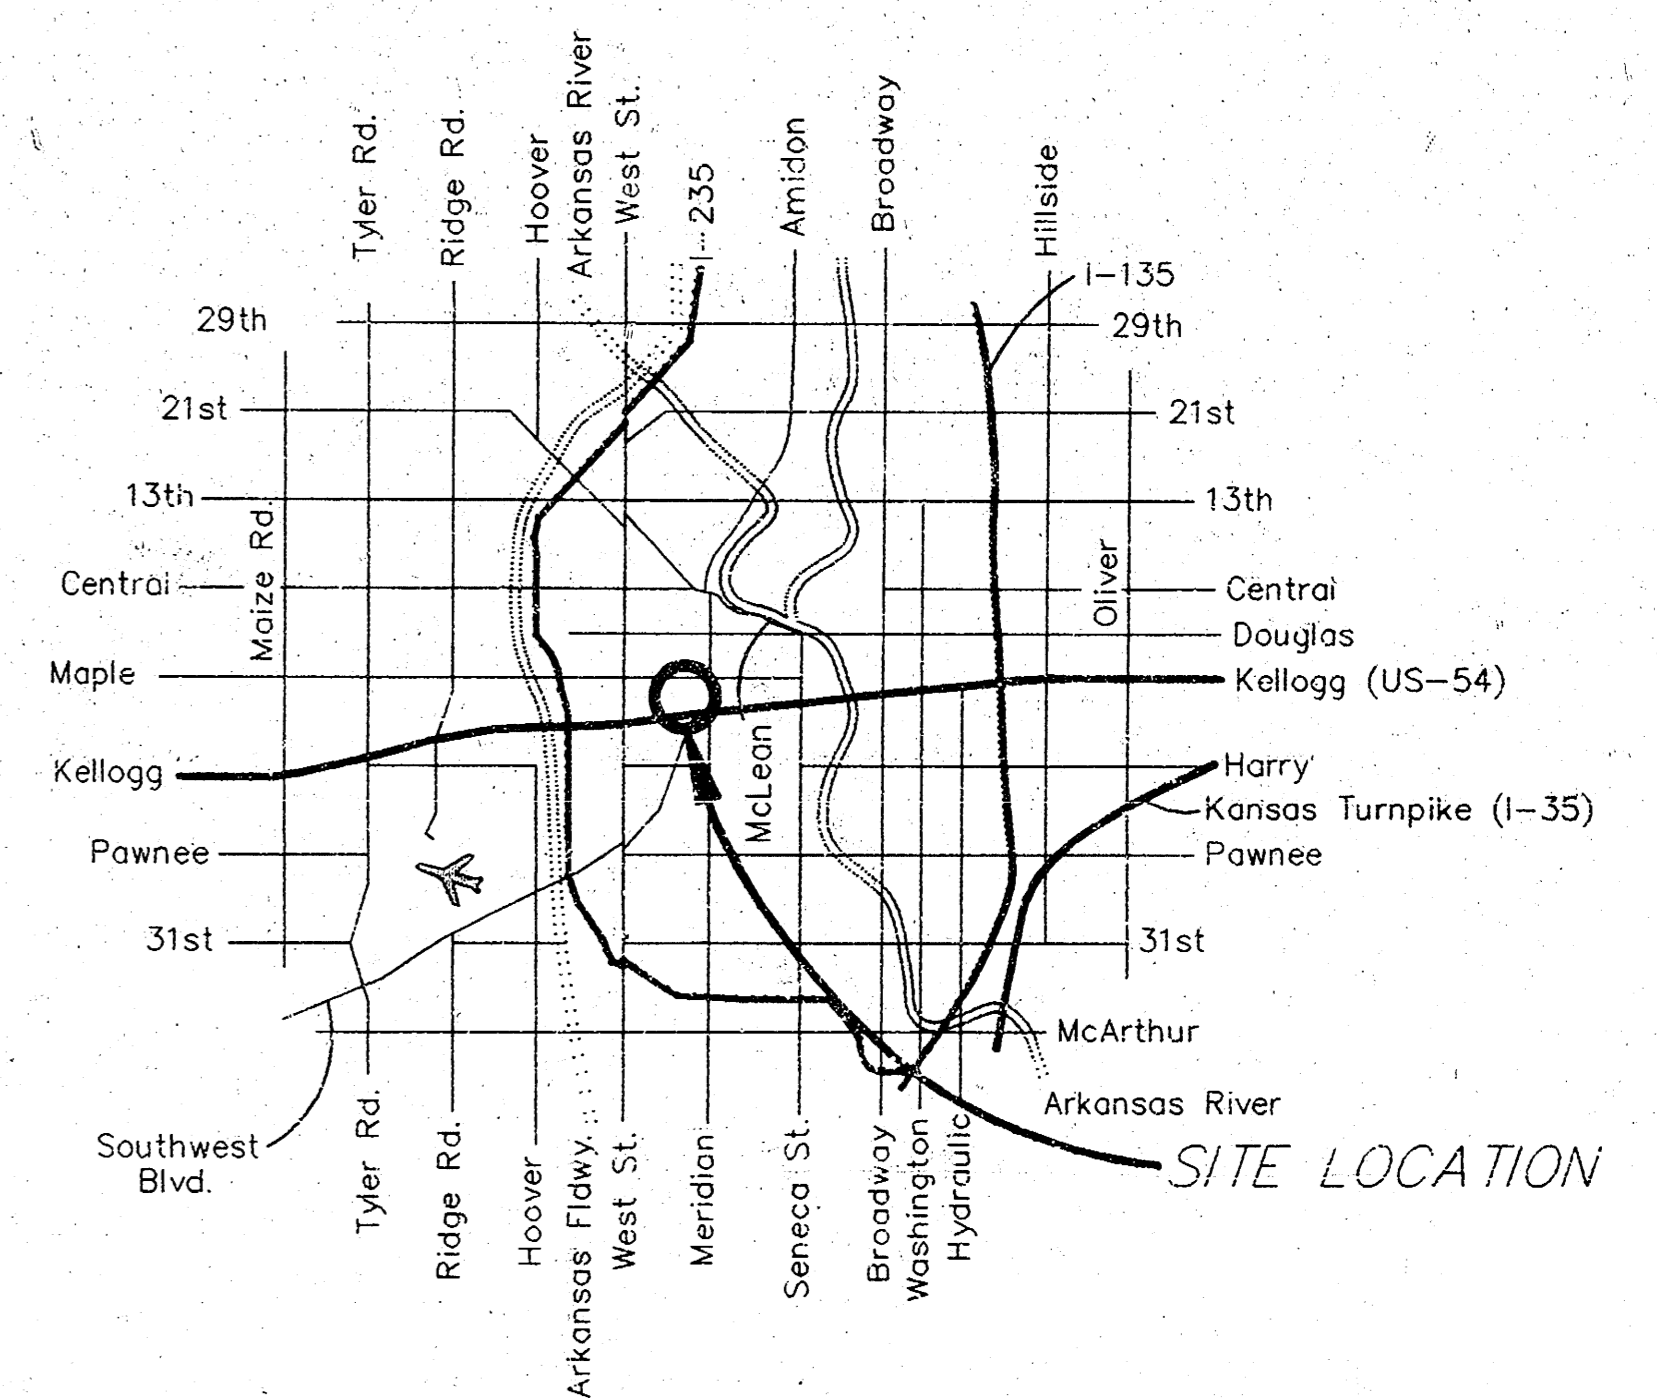 Tyler Rd.
Ridge Rd.
Hoover
Arkansas River
West St.
I-235
Amidon
Broadway
Hillside
I-135
29th
29th
21st
21st
13th
13th
Maize Rd.
Oliver
Central
Central
Douglas
Maple
Kellogg (US-54)
McLean
Kellogg
Harry
Kansas Turnpike (I-35)
Pawnee
Pawnee
31st
31st
McArthur
Arkansas River
Southwest
Blvd.
SITE LOCATION
Tyler Rd.
Ridge Rd.
Hoover
Arkansas Fldwy.
West St.
Meridian
Seneca St.
Broadway
Washington
Hydraulic